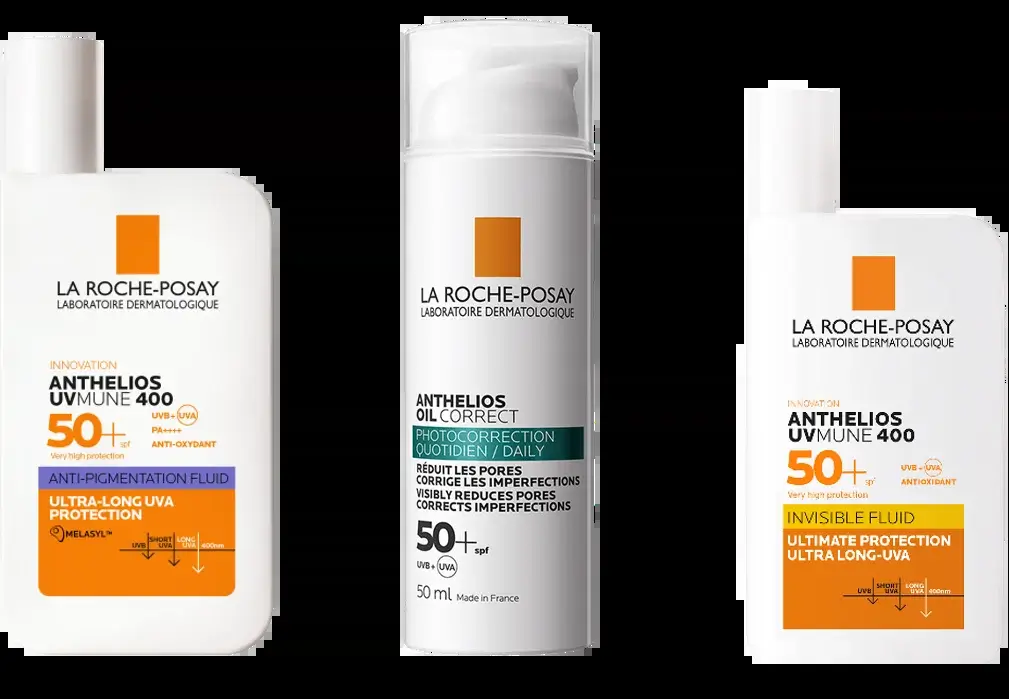 LA ROCHE-POSAY
LABORATOIRE DERMATOLOGIQUE
INNOVATION
ANTHELIOS
UVMUNE 400
50+ spf
UVB+ UVA
PA++++
ANTI-OXYDANT
Very high protection
ANTI-PIGMENTATION FLUID
ULTRA-LONG UVA
PROTECTION
MELASYL™
UVB SHORT UVA LONG UVA 400nm
LA ROCHE-POSAY
LABORATOIRE DERMATOLOGIQUE
ANTHELIOS
OIL CORRECT
PHOTOCORRECTION
QUOTIDIEN / DAILY
RÉDUIT LES PORES
CORRIGE LES IMPERFECTIONS
VISIBLY REDUCES PORES
CORRECTS IMPERFECTIONS
50+ spf
UVB+ UVA
50 ml Made in France
LA ROCHE-POSAY
LABORATOIRE DERMATOLOGIQUE
INNOVATION
ANTHELIOS
UVMUNE 400
50+ spf
UVB+ UVA
ANTIOXIDANT
Very high protection
INVISIBLE FLUID
ULTIMATE PROTECTION
ULTRA LONG-UVA
UVB SHORT UVA LONG UVA 400nm